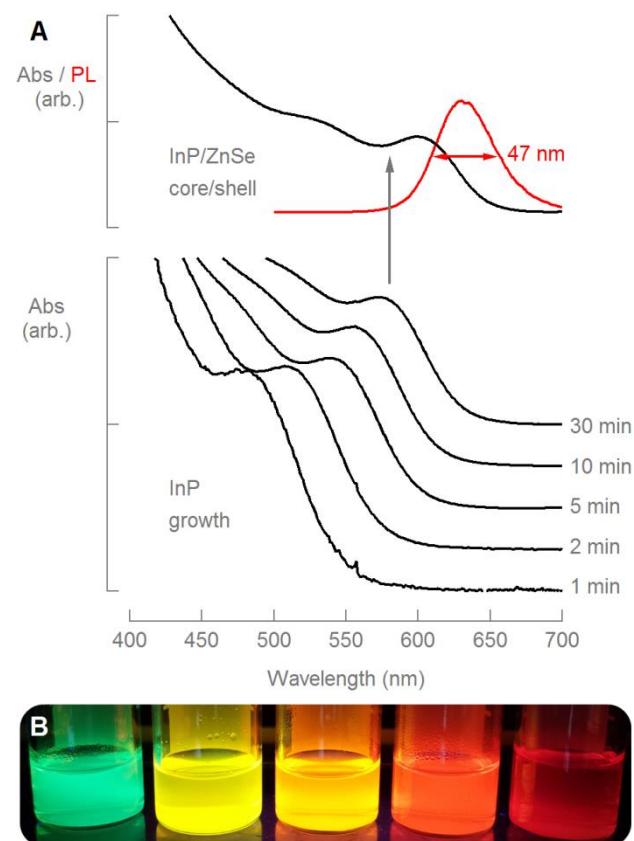 A
Abs / PL
(arb.)
InP/ZnSe
core/shell
47 nm
Abs
(arb.)
30 min
10 min
5 min
InP
growth
2 min
1 min
400 450 500 550 600 650 700
Wavelength (nm)
B